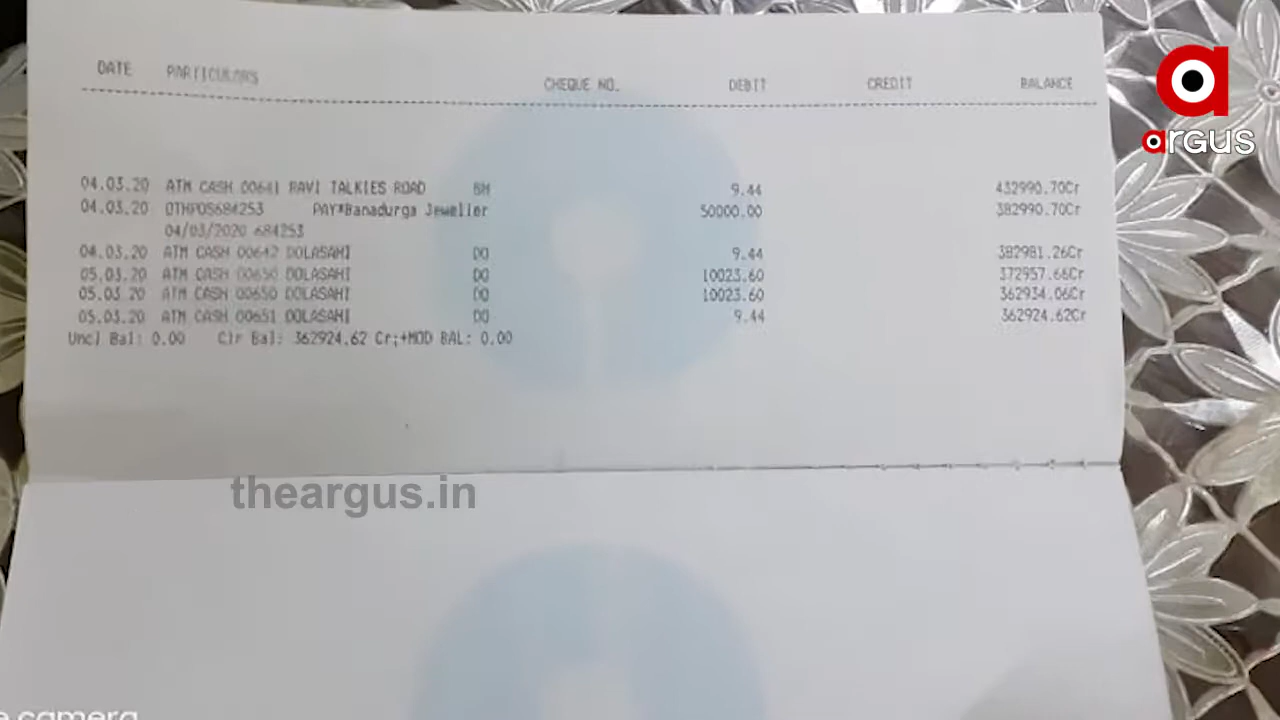 argus
DATE PARTICULARS CHEQUE NO. DEBIT CREDIT BALANCE
04.03.20 ATM CASH 00641 RAVI TALKIES ROAD BH 9.44 432990.70Cr
04.03.20 OTHPOS684253 PAY*Banadurga Jeweller 50000.00 382990.70Cr
04/03/2020 684253
04.03.20 ATM CASH 00642 DOLASAHI DO 9.44 382981.26Cr
05.03.20 ATM CASH 00650 DOLASAHI DO 10023.60 372957.66Cr
05.03.20 ATM CASH 00650 DOLASAHI DO 10023.60 362934.06Cr
05.03.20 ATM CASH 00651 DOLASAHI DO 9.44 362924.62Cr
Uncl Bal: 0.00 Clr Bal: 362924.62 Cr;+MOD BAL: 0.00
theargus.in
camera